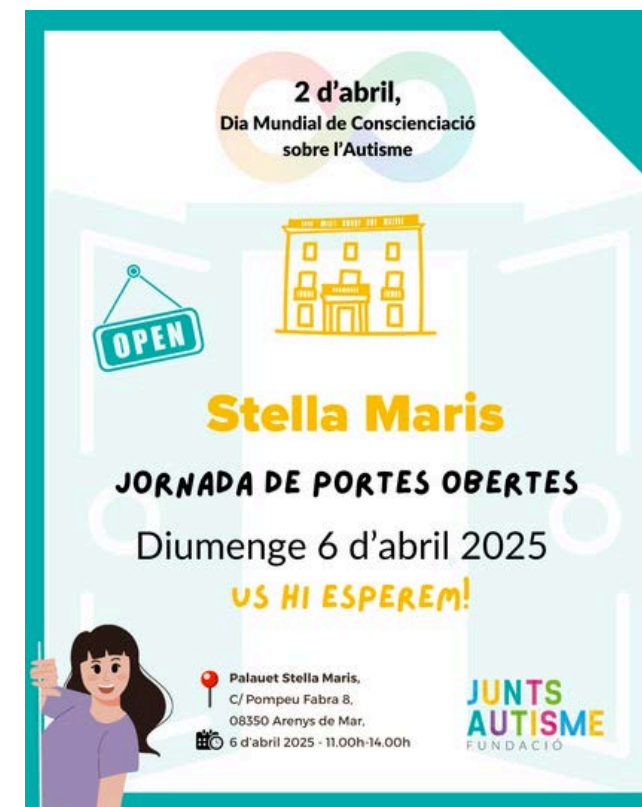 2 d'abril,
Dia Mundial de Conscienciació
sobre l'Autisme
OPEN
Stella Maris
JORNADA DE PORTES OBERTES
Diumenge 6 d'abril 2025
US HI ESPEREM!
Palauet Stella Maris,
C/ Pompeu Fabra 8,
08350 Arenys de Mar,
6 d'abril 2025 - 11.00h-14.00h
JUNTS
AUTISME
FUNDACIÓ